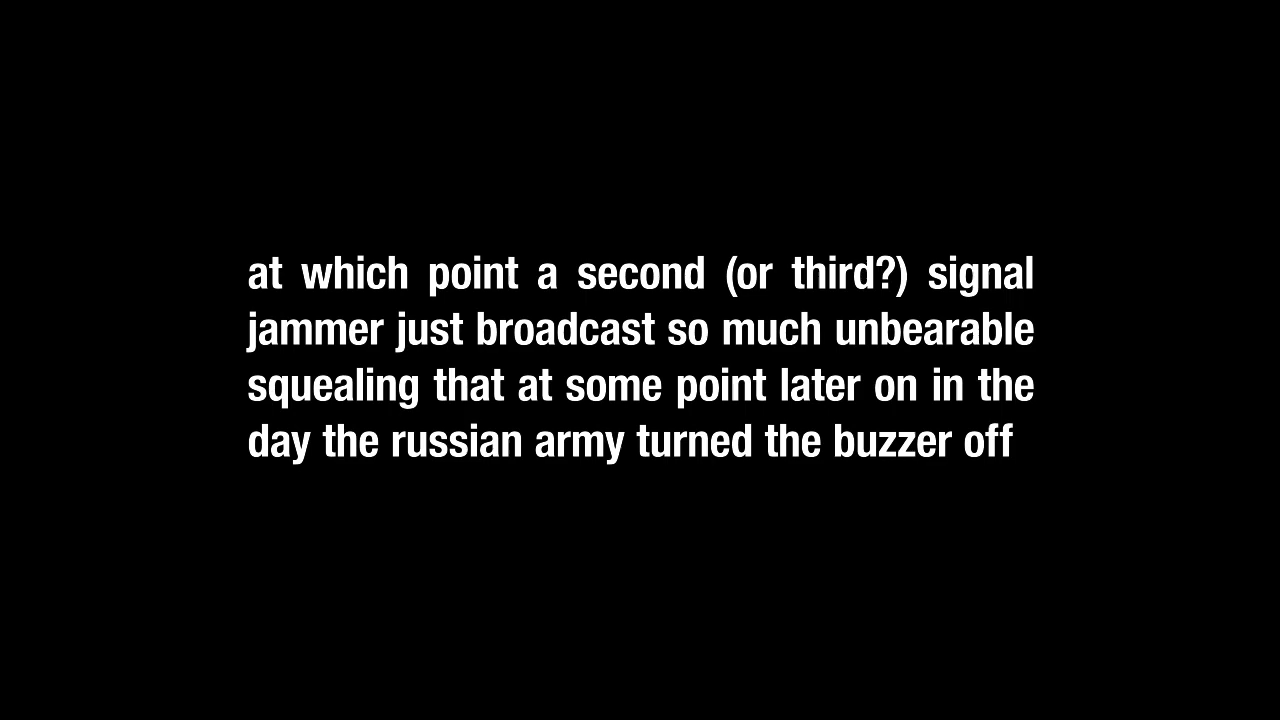 at which point a second (or third?) signal
jammer just broadcast so much unbearable
squealing that at some point later on in the
day the russian army turned the buzzer off